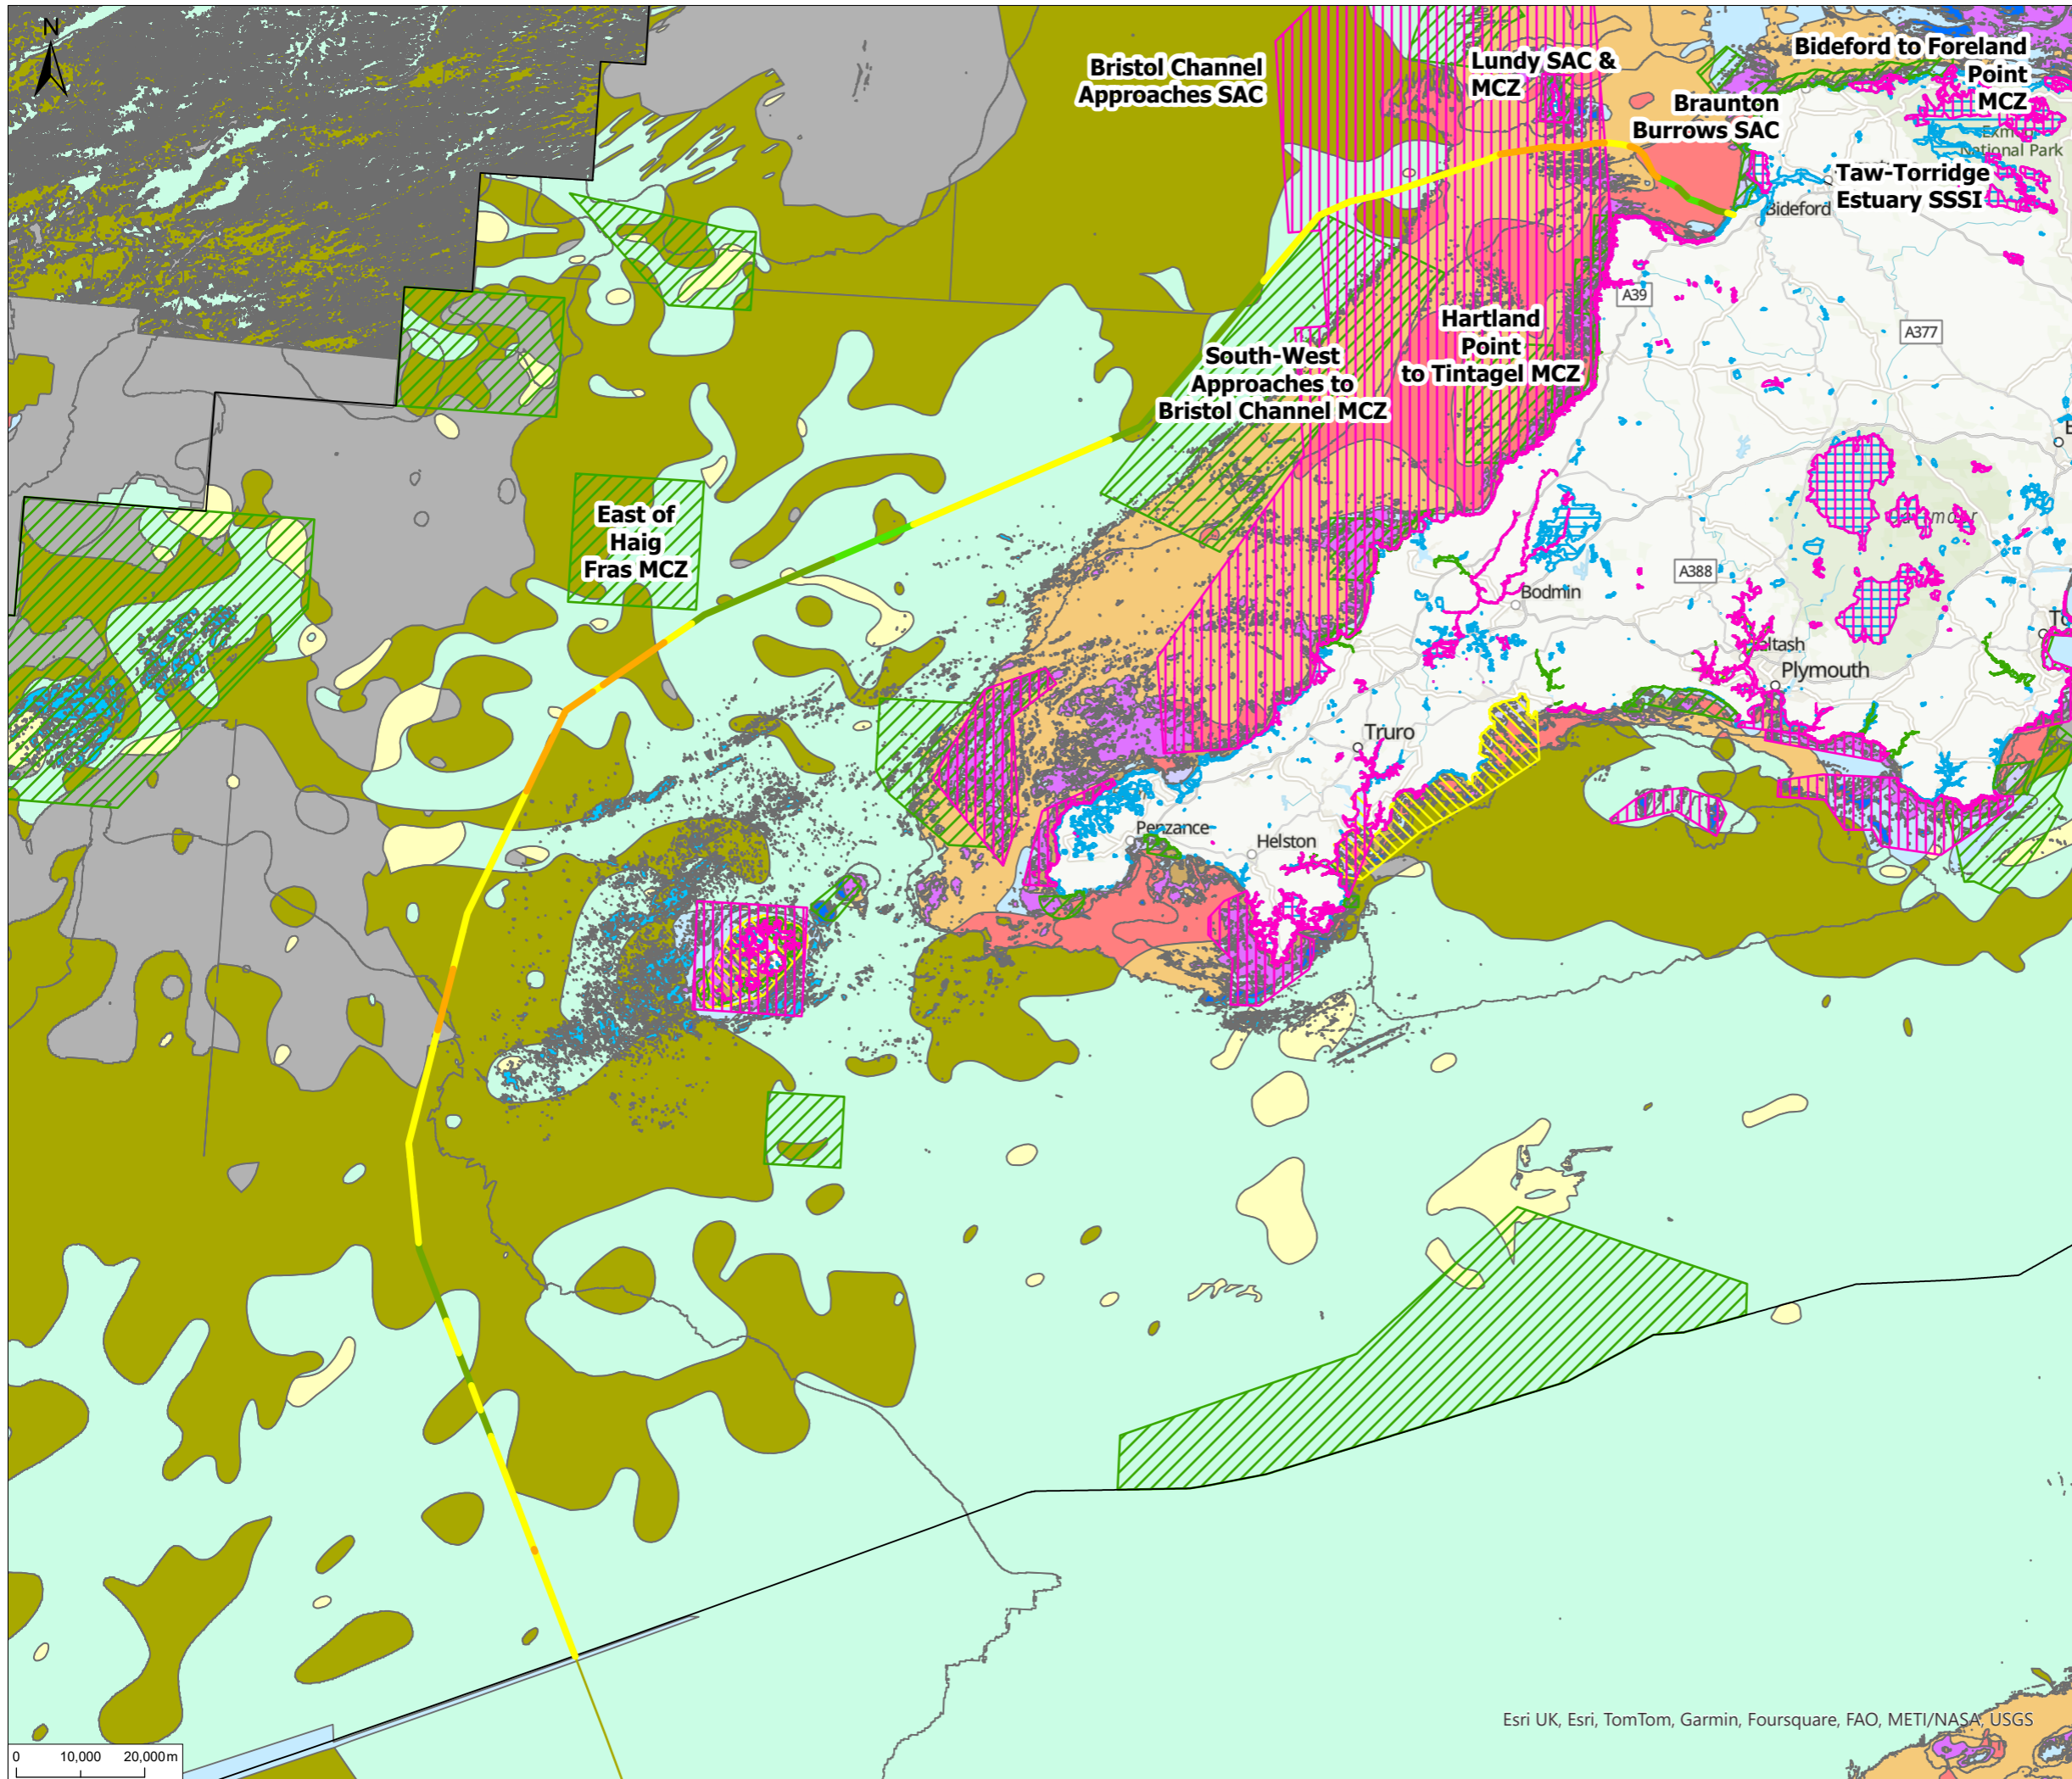 N
Bristol Channel
Approaches SAC
Lundy SAC &
MCZ
Bideford to Foreland
Point
MCZ
Braunton
Burrows SAC
National Park
Taw-Torridge
Estuary SSSI
Bideford
A39
A377
Hartland
Point
to Tintagel MCZ
South-West
Approaches to
Bristol Channel MCZ
East of
Haig
Fras MCZ
A388
Bodmin
Plymouth
Truro
Penzance
Helston
Esri UK, Esri, TomTom, Garmin, Foursquare, FAO, METI/NASA, USGS
0 10,000 20,000 m